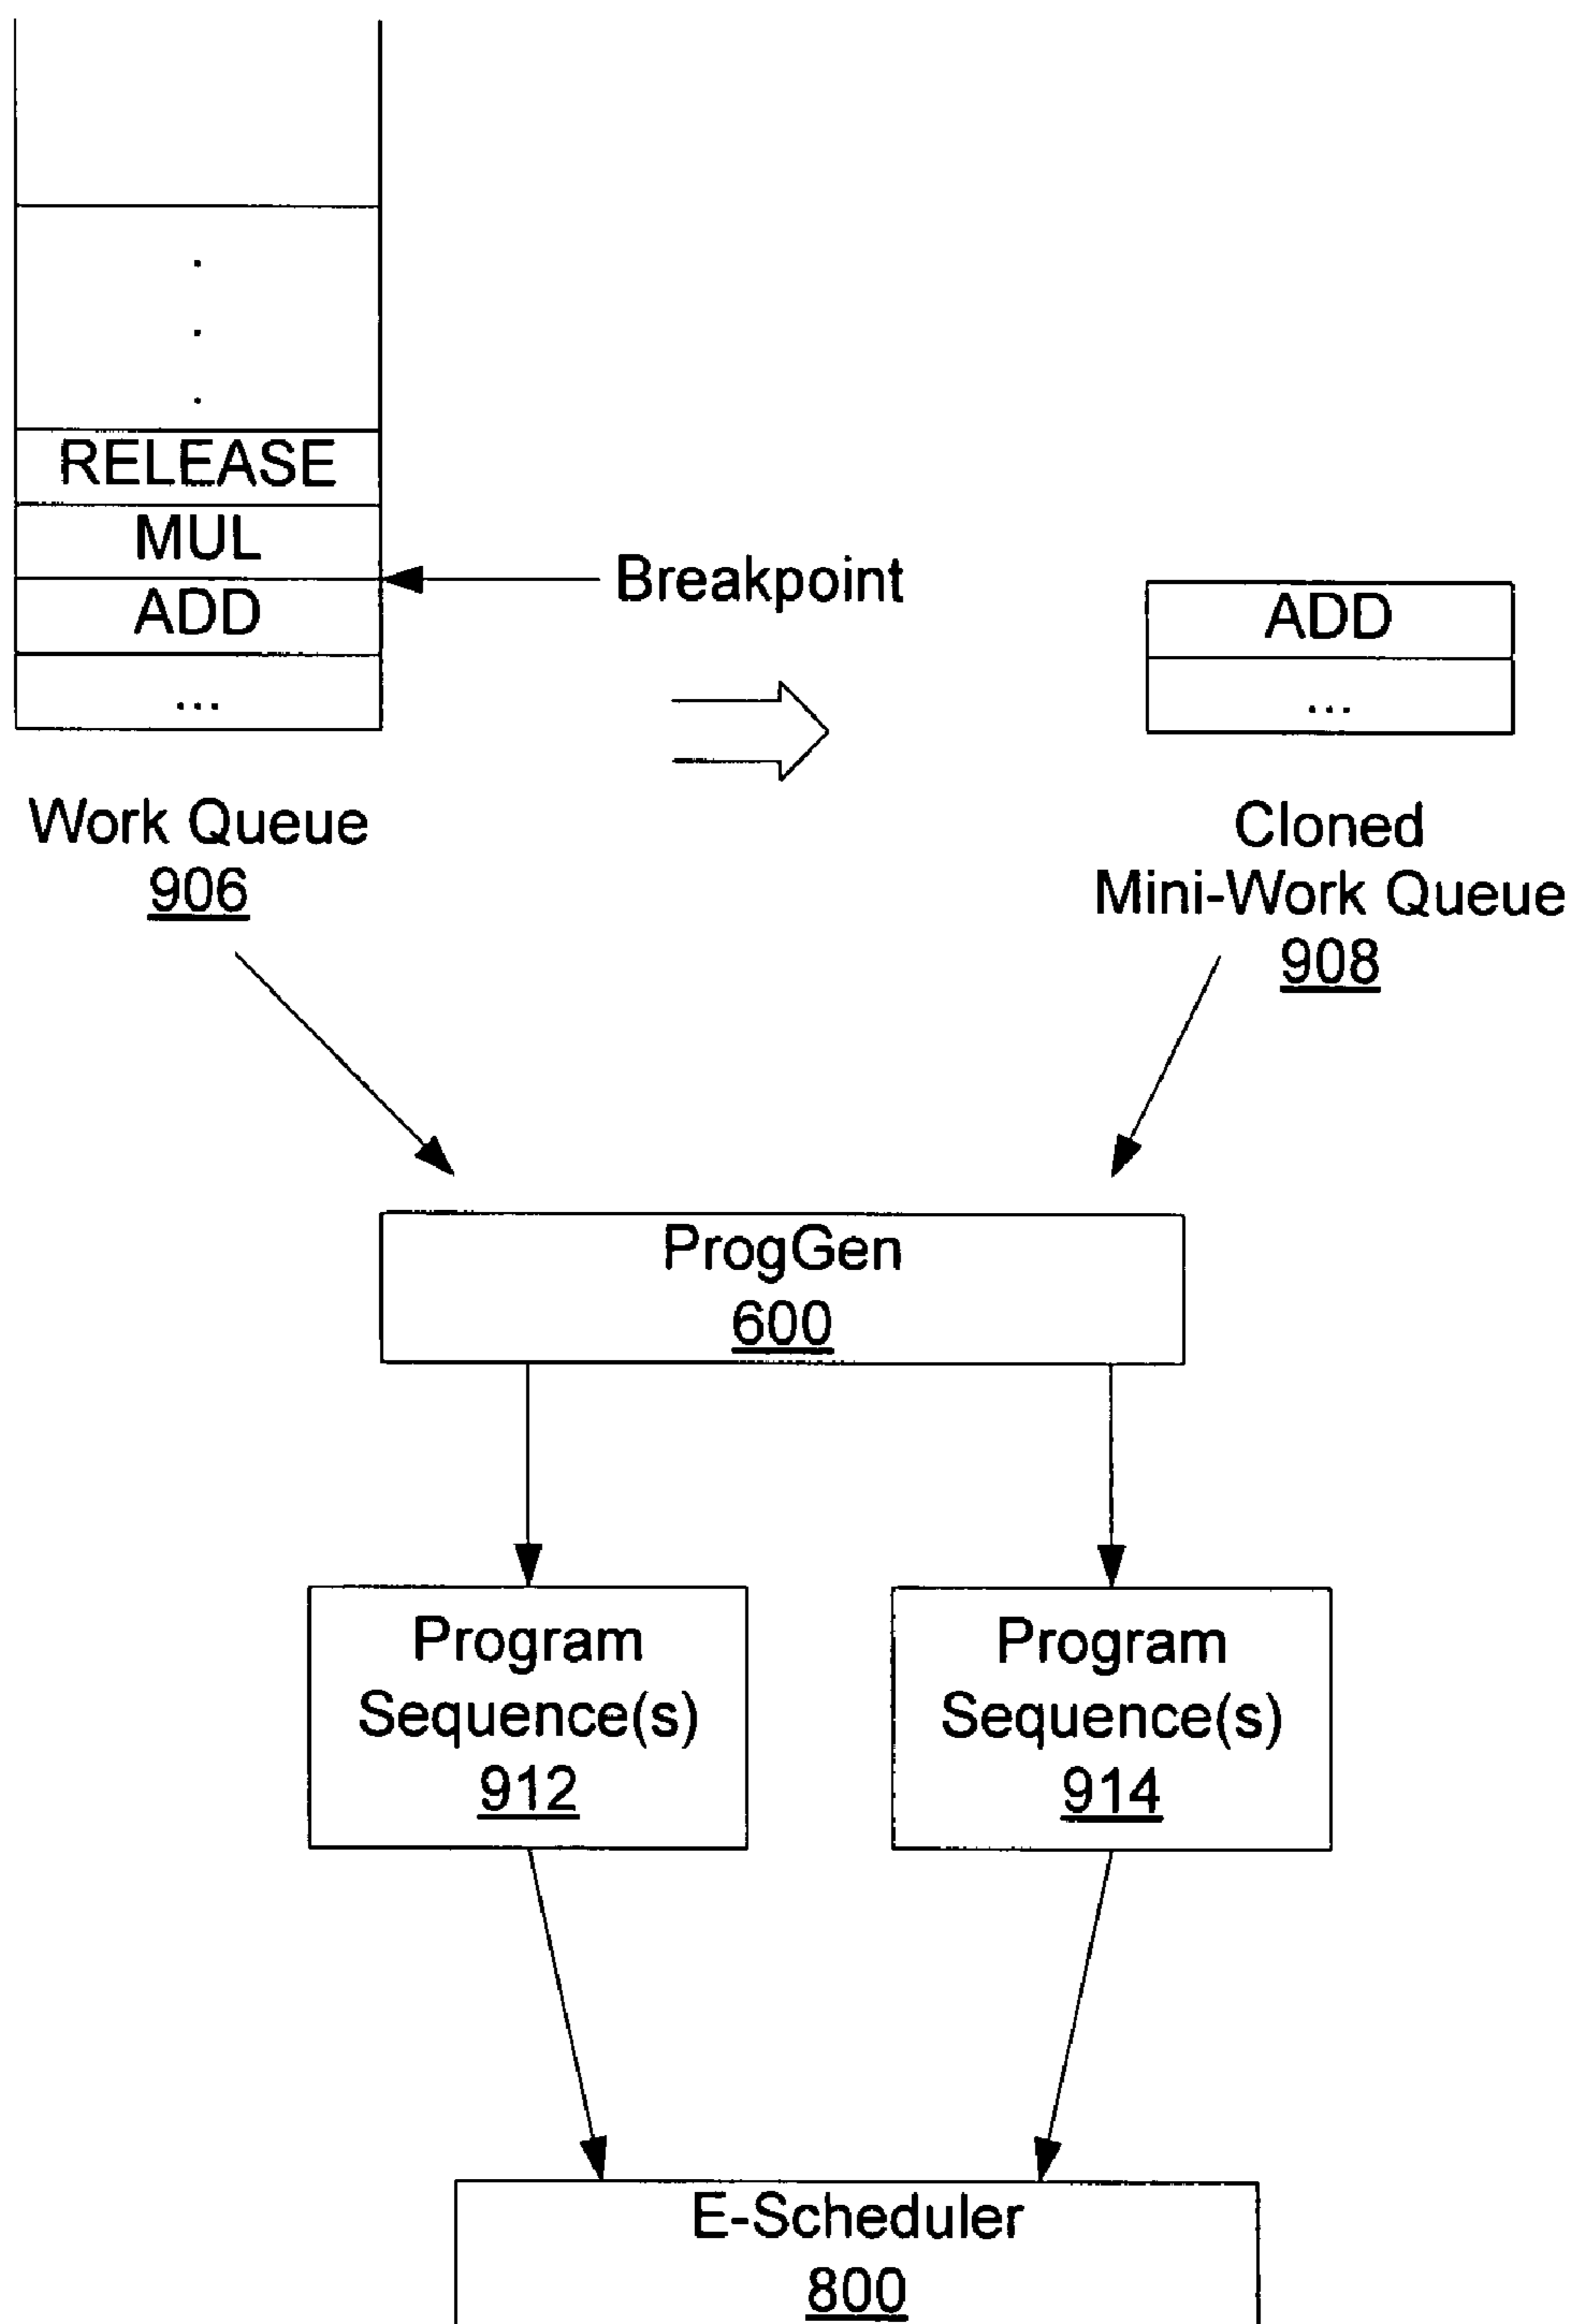 RELEASE
MUL
ADD
...
Breakpoint
ADD
...
Work Queue
906
Cloned
Mini-Work Queue
908
ProgGen
600
Program
Sequence(s)
912
Program
Sequence(s)
914
E-Scheduler
800